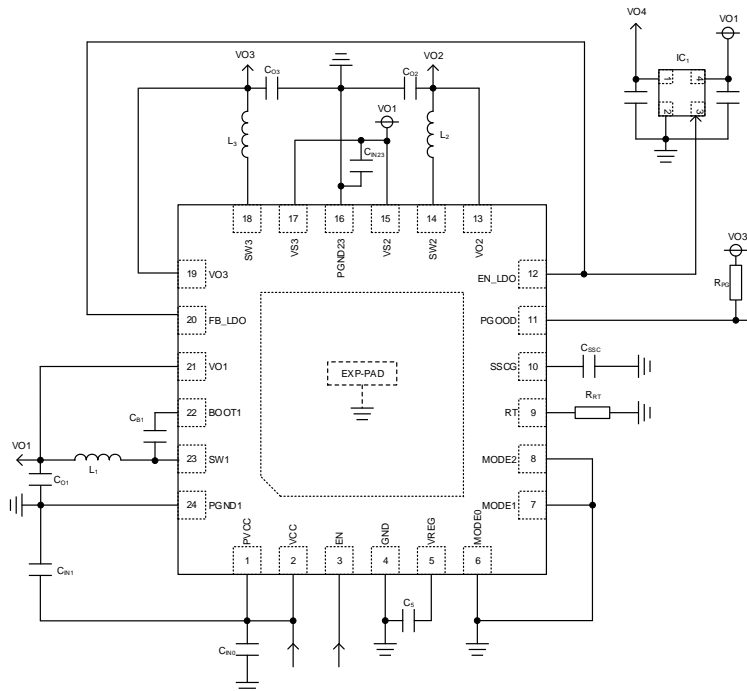 VO4
VO1
IC1
1
4
2
3
VO3
CO3
CO2
VO2
VO1
L3
CIN23
L2
18
17
16
15
14
13
SW3
VS3
PGND23
VS2
SW2
VO2
19
VO3
12
EN_LDO
VO3
RPG
20
FB_LDO
PGOOD
11
21
VO1
SSCG
10
CSSC
EXP-PAD
22
BOOT1
CB1
RT
9
RRT
VO1
L1
23
SW1
MODE2
8
CO1
24
PGND1
MODE1
7
PVCC
VCC
EN
GND
VREG
MODE0
1
2
3
4
5
6
CIN1
C5
CIN0